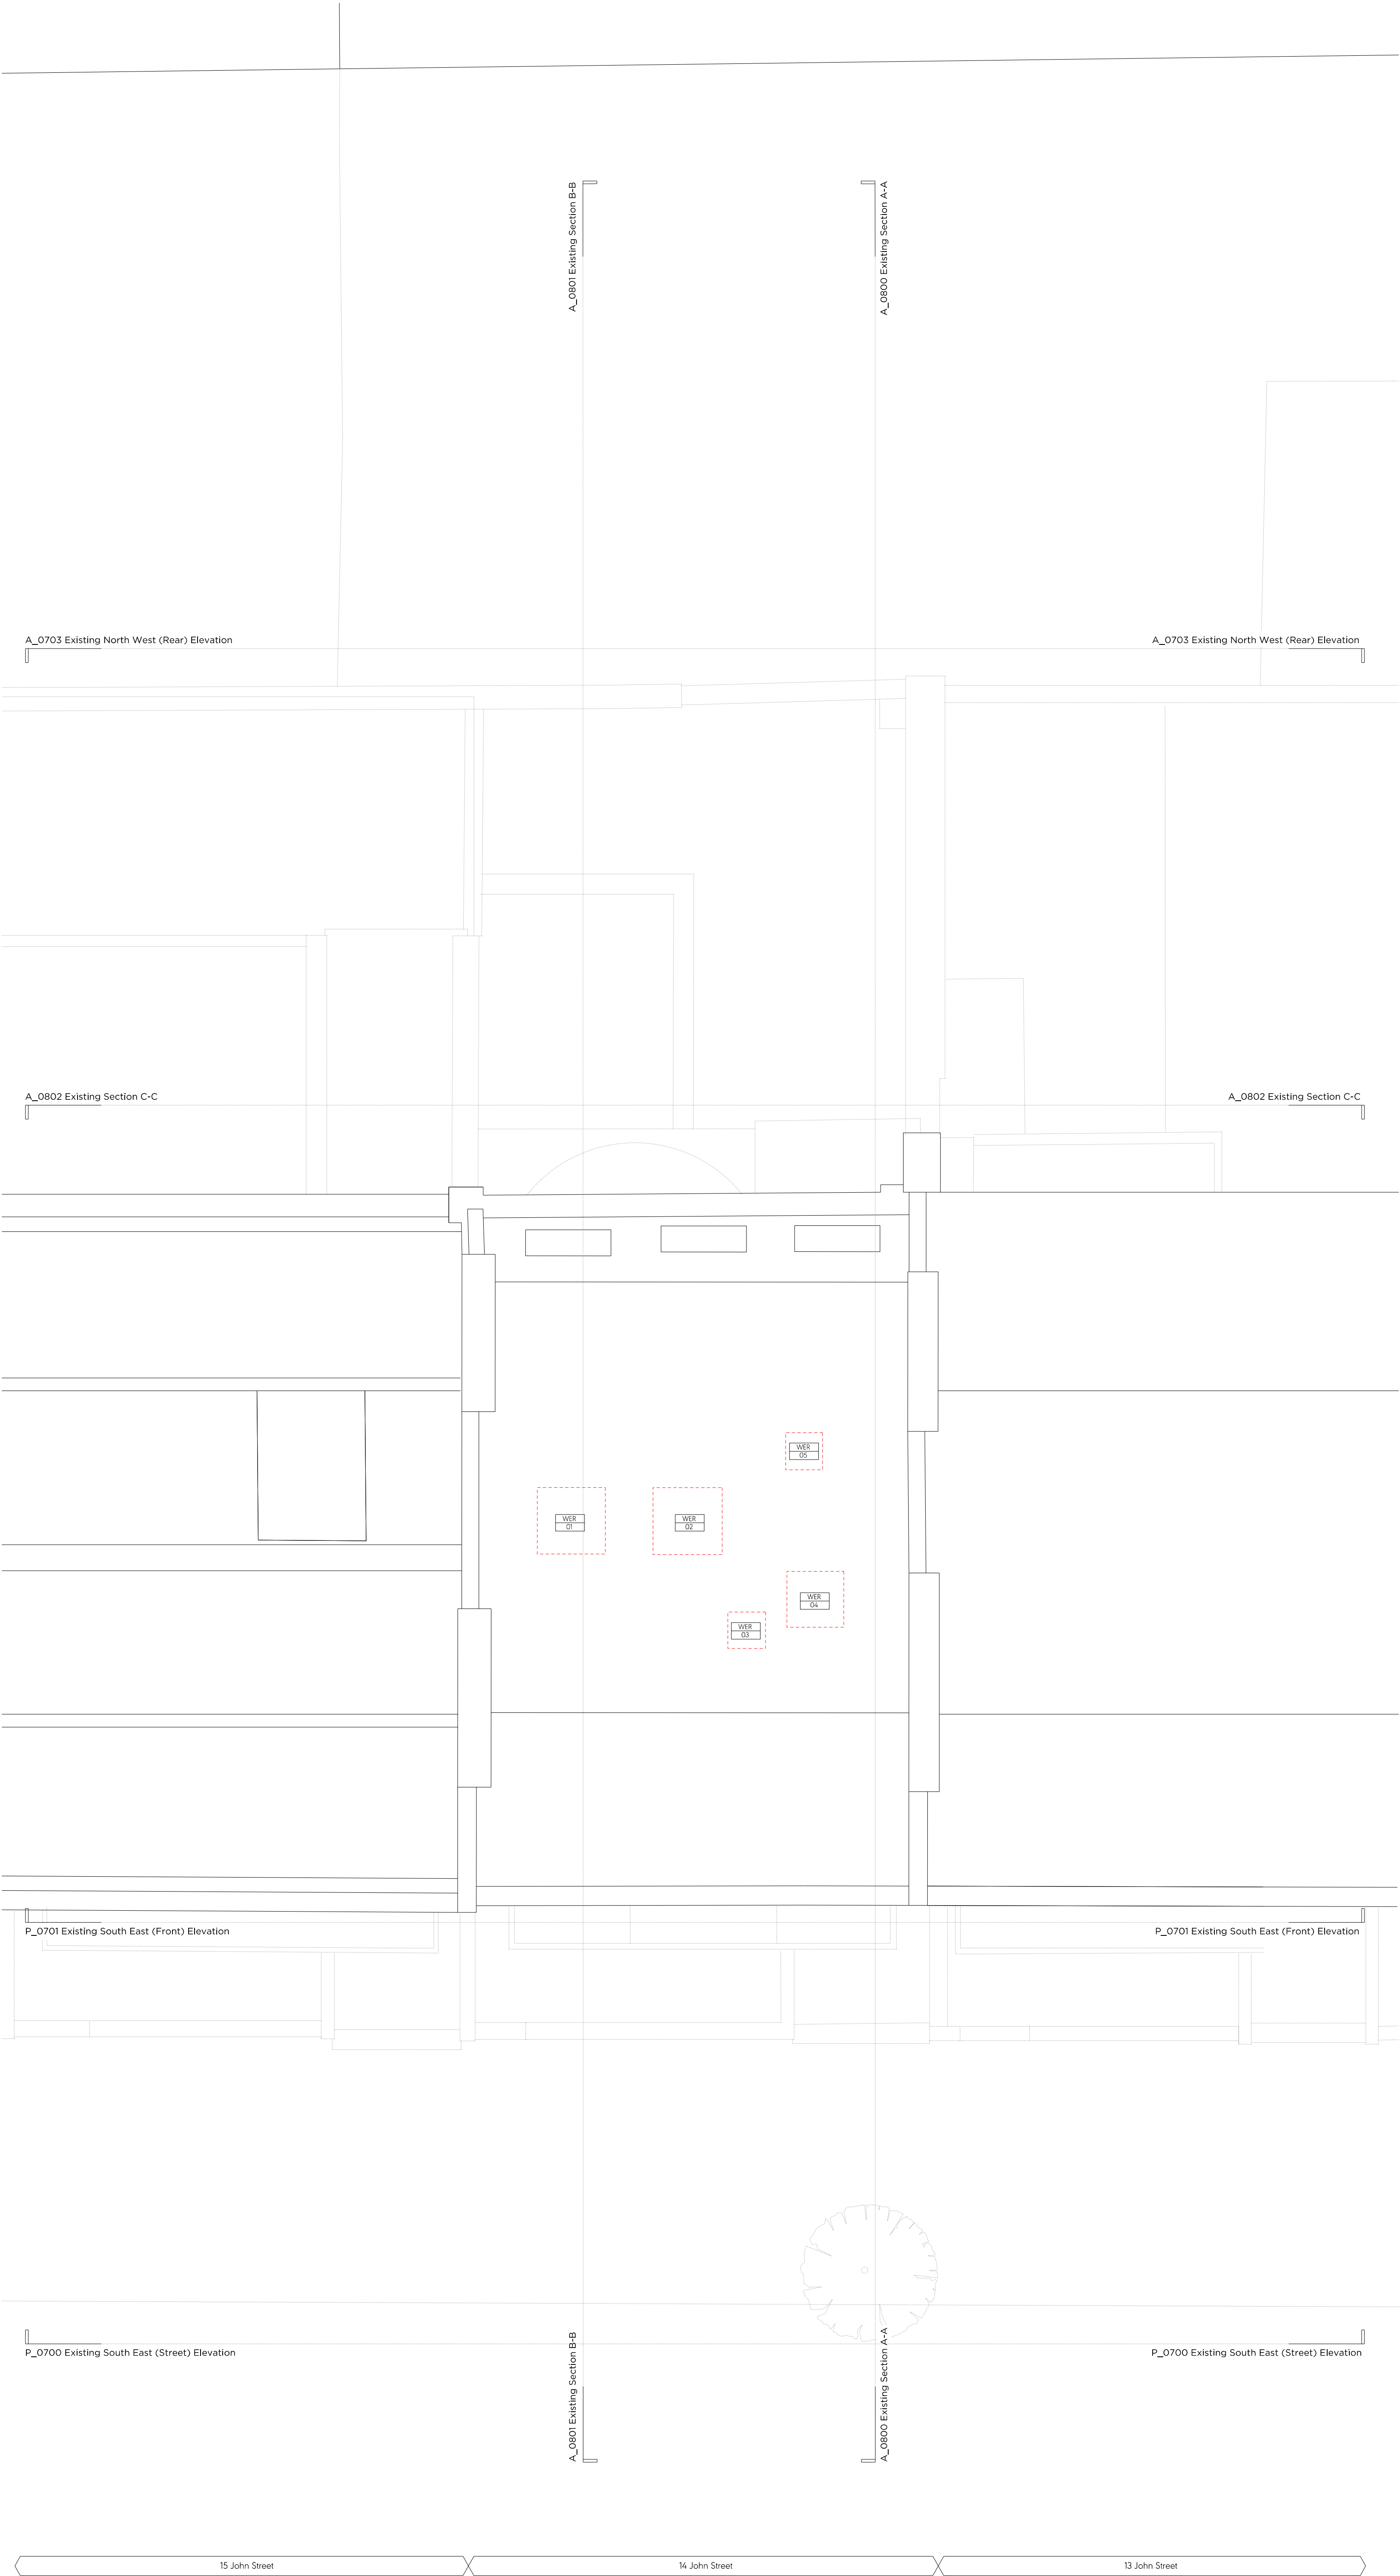 A_0801 Existing Section B-B
A_0800 Existing Section A-A
A_0703 Existing North West (Rear) Elevation
A_0703 Existing North West (Rear) Elevation
A_0802 Existing Section C-C
A_0802 Existing Section C-C
WER
05
WER
01
WER
02
WER
04
WER
03
P_0701 Existing South East (Front) Elevation
P_0701 Existing South East (Front) Elevation
P_0700 Existing South East (Street) Elevation
P_0700 Existing South East (Street) Elevation
A_0801 Existing Section B-B
A_0800 Existing Section A-A
15 John Street
14 John Street
13 John Street